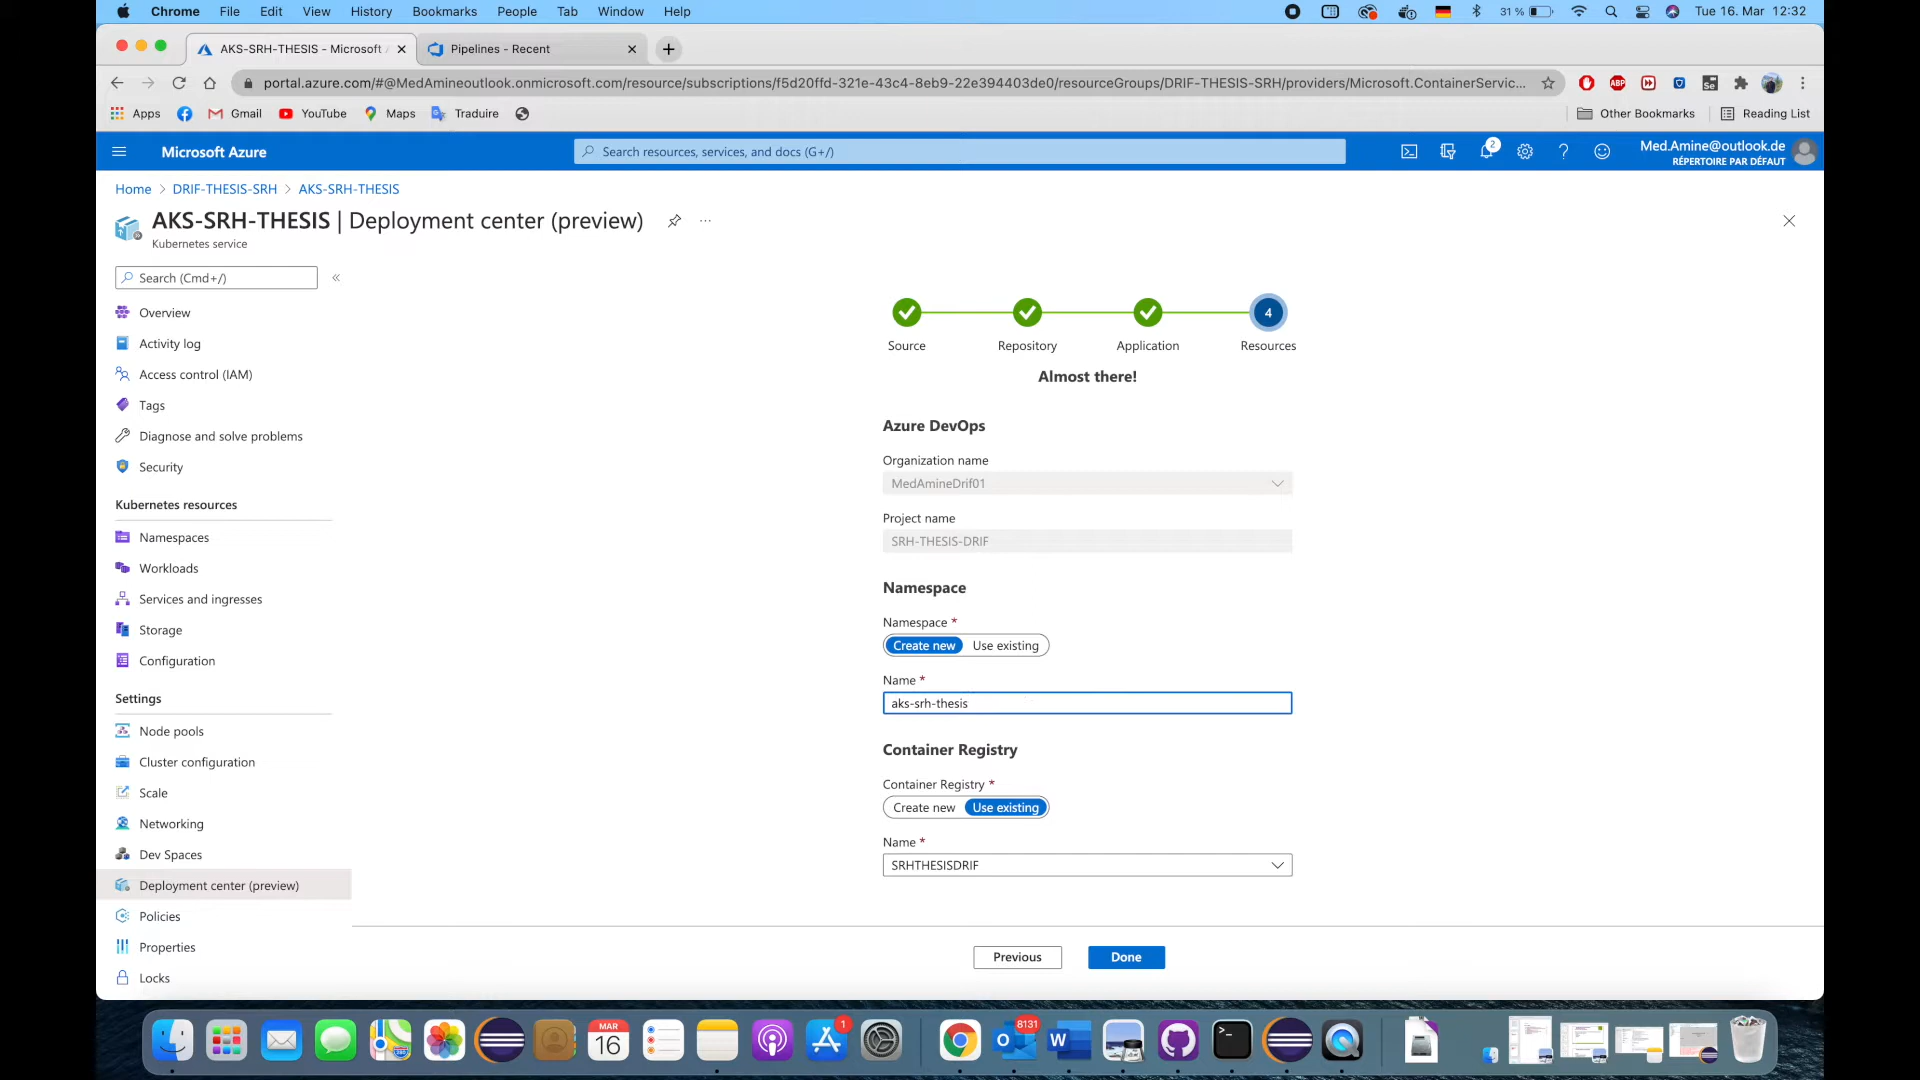 Chrome File Edit View History Bookmarks People Tab Window Help 31 % Tue 16. Mar 12:32
AKS-SRH-THESIS - Microsoft A
Pipelines - Recent
portal.azure.com/#@MedAmineoutlook.onmicrosoft.com/resource/subscriptions/f5d20ffd-321e-43c4-8eb9-22e394403de0/resourceGroups/DRIF-THESIS-SRH/providers/Microsoft.ContainerServic...
ABP
Se
Apps Gmail YouTube Maps Traduire Other Bookmarks Reading List
Microsoft Azure
Search resources, services, and docs (G+/)
2
Med.Amine@outlook.de
RÉPERTOIRE PAR DÉFAUT
Home > DRIF-THESIS-SRH > AKS-SRH-THESIS
AKS-SRH-THESIS | Deployment center (preview) ...
Kubernetes service
Search (Cmd+/) «
Overview
Activity log
Access control (IAM)
Tags
Diagnose and solve problems
Security
Kubernetes resources
Namespaces
Workloads
Services and ingresses
Storage
Configuration
Settings
Node pools
Cluster configuration
Scale
Networking
Dev Spaces
Deployment center (preview)
Policies
Properties
Locks
4
Source Repository Application Resources
Almost there!
Azure DevOps
Organization name
MedAmineDrif01
Project name
SRH-THESIS-DRIF
Namespace
Namespace *
Create new Use existing
Name *
aks-srh-thesis
Container Registry
Container Registry *
Create new Use existing
Name *
SRHTHESISDRIF
Previous Done
MAR
16
1
8131
O
W
>_